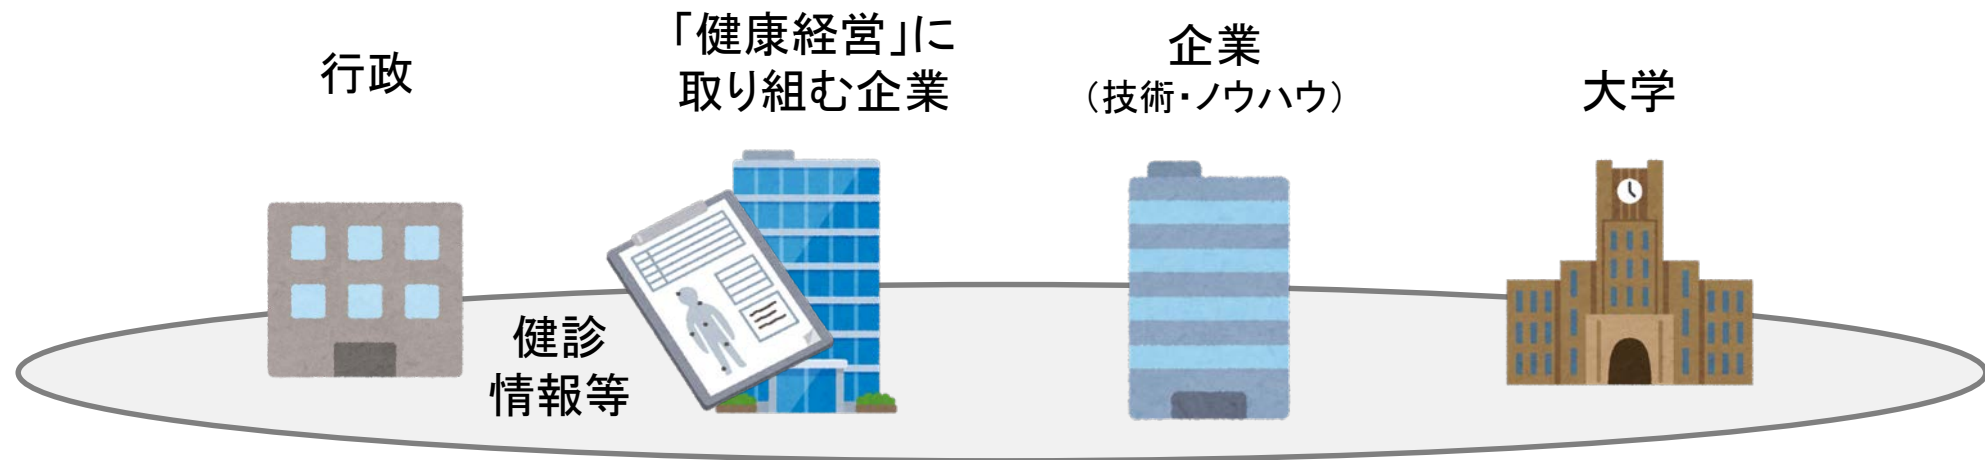 行政
「健康経営」に
取り組む企業
企業
（技術・ノウハウ）
大学
健診
情報等